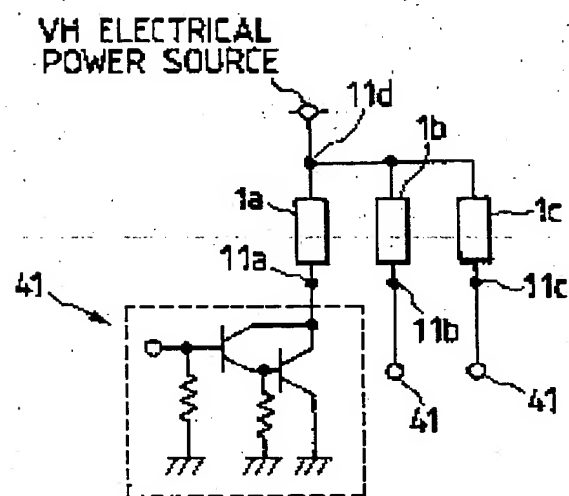 VH ELECTRICAL
POWER SOURCE
11d
1b
1a
1c
11a
11b
11c
41
41
41